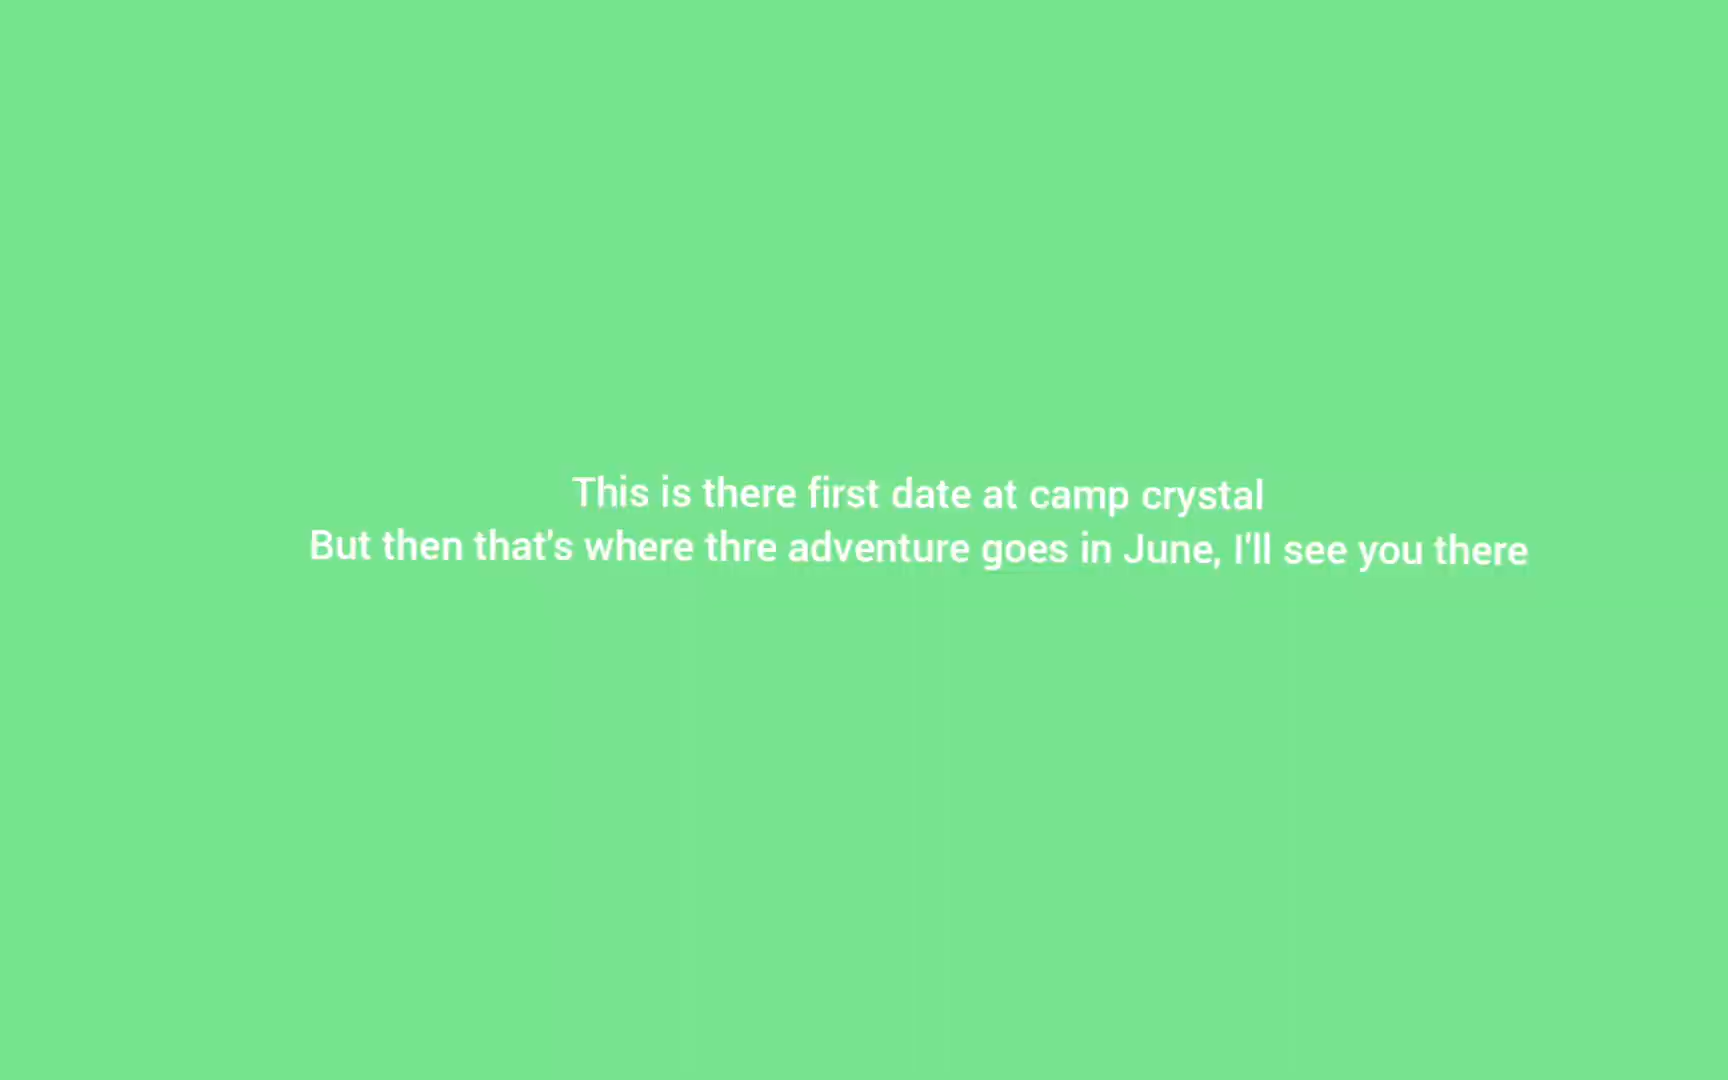 This is there first date at camp crystal
But then that's where thre adventure goes in June, I'll see you there